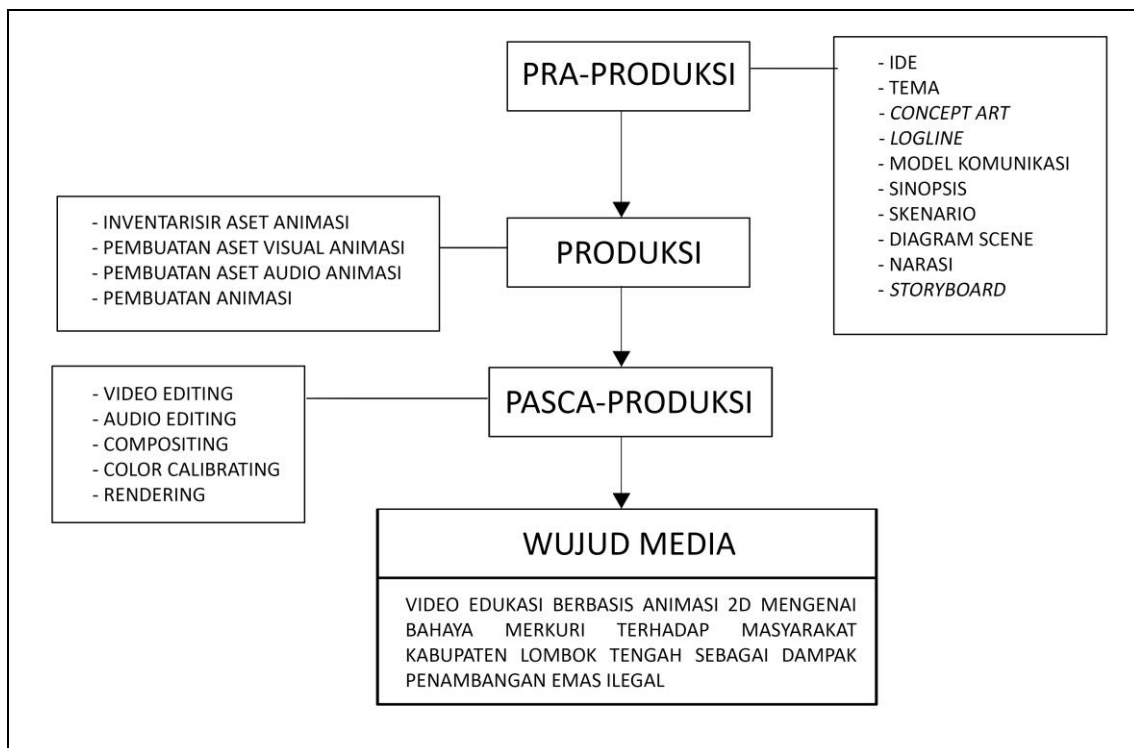 PRA-PRODUKSI
- IDE
- TEMA
- CONCEPT ART
- LOGLINE
- MODEL KOMUNIKASI
- SINOPSIS
- SKENARIO
- DIAGRAM SCENE
- NARASI
- STORYBOARD
- INVENTARISIR ASET ANIMASI
- PEMBUATAN ASET VISUAL ANIMASI
- PEMBUATAN ASET AUDIO ANIMASI
- PEMBUATAN ANIMASI
PRODUKSI
- VIDEO EDITING
- AUDIO EDITING
- COMPOSITING
- COLOR CALIBRATING
- RENDERING
PASCA-PRODUKSI
WUJUD MEDIA
VIDEO EDUKASI BERBASIS ANIMASI 2D MENGENAI
BAHAYA MERKURI TERHADAP MASYARAKAT
KABUPATEN LOMBOK TENGAH SEBAGAI DAMPAK
PENAMBANGAN EMAS ILEGAL